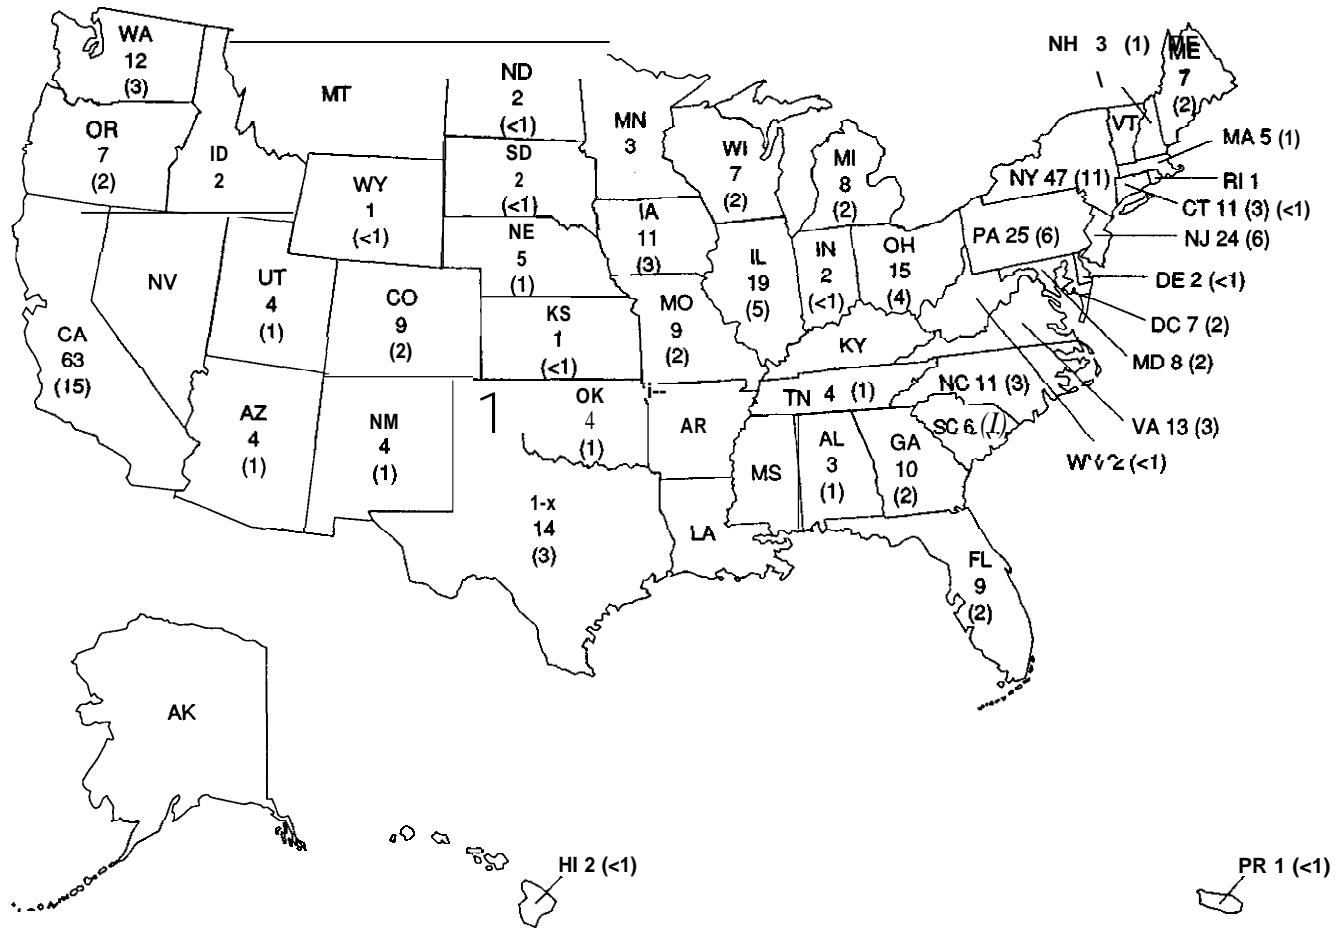 WA
12
(3)
OR
7
(2)
ID
2
MT
ND
2
(<1)
SD
2
(<1)
WY
1
(<1)
NE
5
(1)
MN
3
IA
11
(3)
WI
7
(2)
MI
8
(2)
NH 3 (1)
ME
7
(2)
VT
MA 5 (1)
NY 47 (11)
RI 1
CT 11 (3) (<1)
PA 25 (6)
NJ 24 (6)
DE 2 (<1)
DC 7 (2)
MD 8 (2)
VA 13 (3)
(<1)
NV
UT
4
(1)
CO
9
(2)
KS
1
(<1)
MO
9
(2)
IL
19
(5)
IN
2
(<1)
OH
15
(4)
KY
CA
63
(15)
AZ
4
(1)
NM
4
(1)
1
OK
4
(1)
i--
AR
TN 4 (1)
NC 11 (3)
SC 6
MS
AL
3
(1)
GA
10
(2)
1-x
14
(3)
LA
FL
9
(2)
AK
HI 2 (<1)
PR 1 (<1)